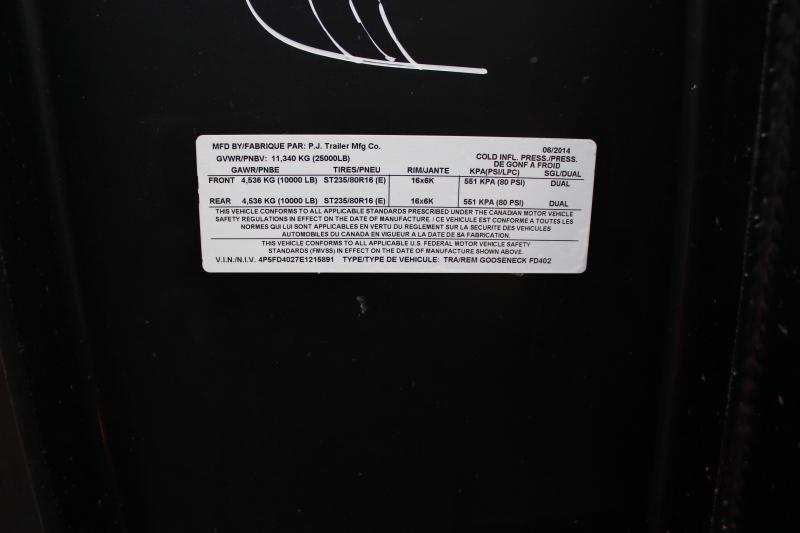 MFD BY/FABRIQUE PAR: P.J. Trailer Mfg Co. 06/2014
GVWR/PNBV: 11,340 KG (25000LB) COLD INFL. PRESS./PRESS.
DE GONF A FROID
GAWR/PNBE TIRES/PNEU RIM/JANTE KPA(PSI/LPC) SGL/DUAL
FRONT 4,536 KG (10000 LB) ST235/80R16 (E) 16x6K 551 KPA (80 PSI) DUAL
REAR 4,536 KG (10000 LB) ST235/80R16 (E) 16x6K 551 KPA (80 PSI) DUAL
THIS VEHICLE CONFORMS TO ALL APPLICABLE STANDARDS PRESCRIBED UNDER THE CANADIAN MOTOR VEHICLE
SAFETY REGULATIONS IN EFFECT ON THE DATE OF MANUFACTURE / CE VEHICULE EST CONFORME A TOUTES LES
NORMES QUI LUI SONT APPLICABLES EN VERTU DU REGLEMENT SUR LA SECURITE DES VEHICULES
AUTOMOBILES DU CANADA EN VIGUEUR A LA DATE DE SA FABRICATION.
THIS VEHICLE CONFORMS TO ALL APPLICABLE U.S. FEDERAL MOTOR VEHICLE SAFETY
STANDARDS (FMVSS) IN EFFECT ON THE DATE OF MANUFACTURE SHOWN ABOVE.
V.I.N./N.I.V. 4P5FD4027E1215891 TYPE/TYPE DE VEHICULE: TRA/REM GOOSENECK FD402